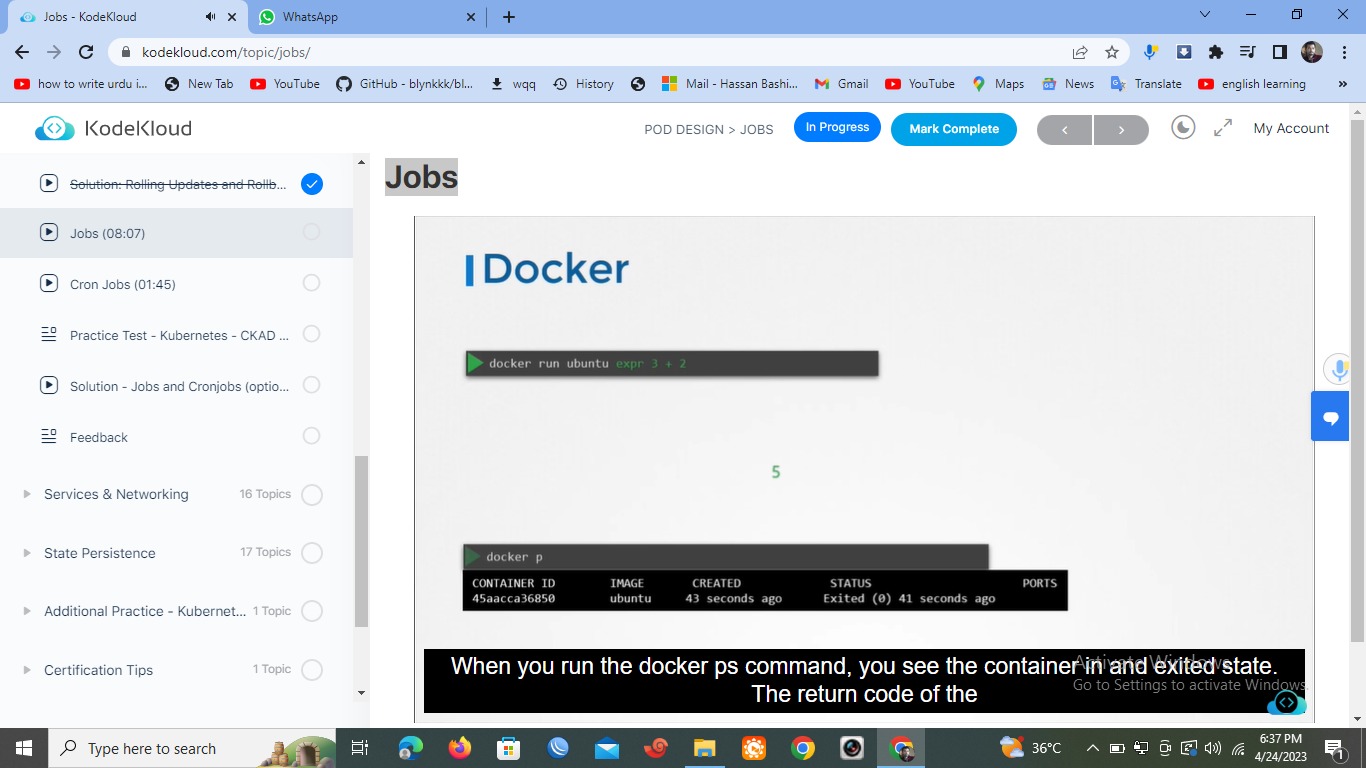 Jobs - KodeKloud
WhatsApp
kodekloud.com/topic/jobs/
how to write urdu i...
New Tab
YouTube
GitHub - blynkkk/bl...
wqq
History
Mail - Hassan Bashi...
Gmail
YouTube
Maps
News
Translate
english learning
KodeKloud
POD DESIGN > JOBS
In Progress
Mark Complete
My Account
Solution: Rolling Updates and Rollb...
Jobs (08:07)
Cron Jobs (01:45)
Practice Test - Kubernetes - CKAD ...
Solution - Jobs and Cronjobs (optio...
Feedback
Services & Networking 16 Topics
State Persistence 17 Topics
Additional Practice - Kubernet... 1 Topic
Certification Tips 1 Topic
Jobs
Docker
docker run ubuntu expr 3 + 2
5
docker p
CONTAINER ID IMAGE CREATED STATUS PORTS
45aacca36850 ubuntu 43 seconds ago Exited (0) 41 seconds ago
When you run the docker ps command, you see the container in and exited state.
The return code of the
Activate Windows
Go to Settings to activate Windows.
Type here to search
36°C
6:37 PM
4/24/2023
1